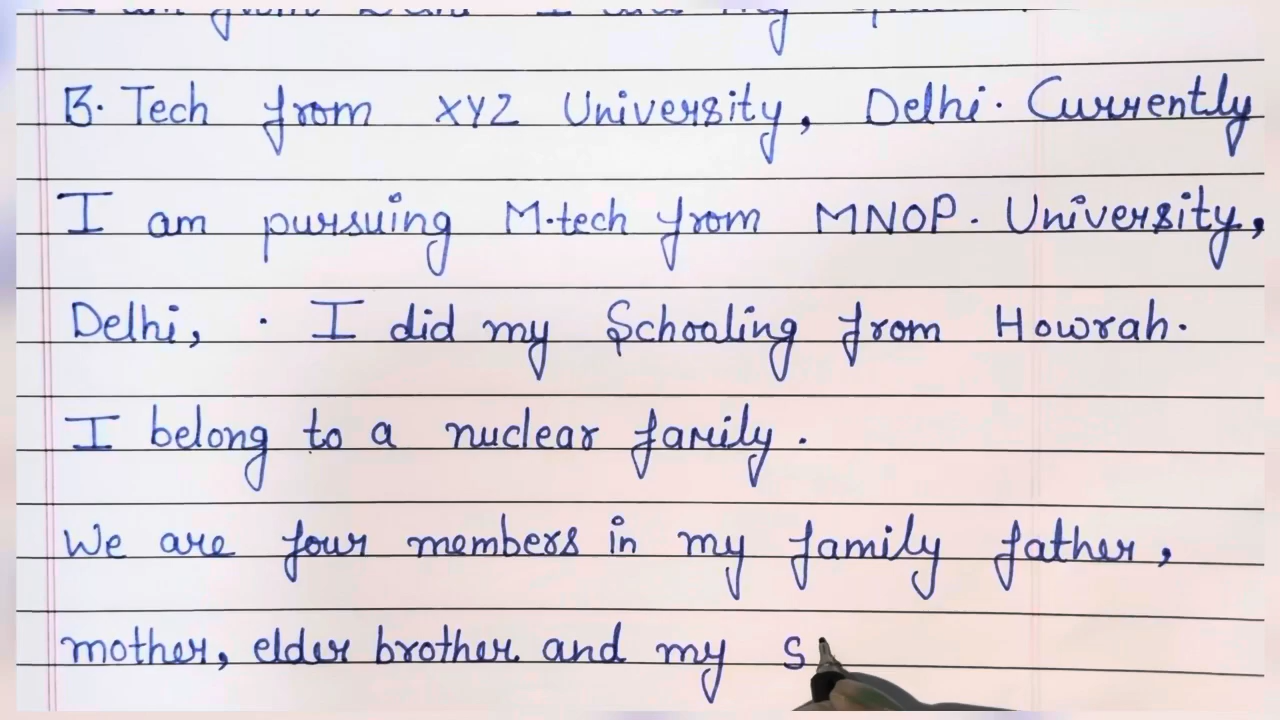 B. Tech from XYZ University, Delhi. Currently
I am pursuing M.tech from MNOP. University,
Delhi, . I did my Schooling from Howrah.
I belong to a nuclear family.
We are four members in my family father,
mother, elder brother and my s